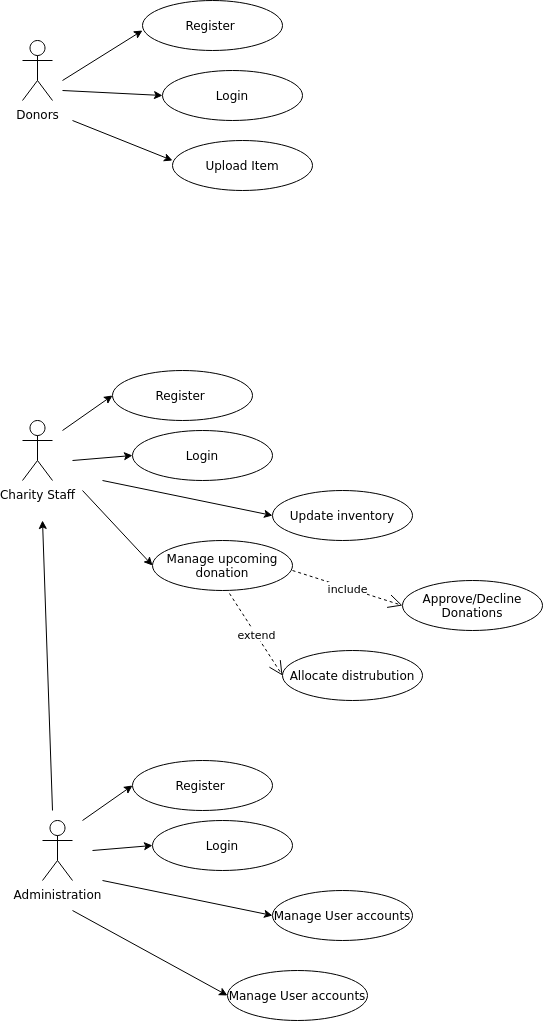 Register
Login
Donors
Upload Item
Register
Login
Charity Staff
Update inventory
Manage upcoming
donation
include
Approve/Decline
Donations
extend
Allocate distrubution
Register
Login
Administration
Manage User accounts
Manage User accounts